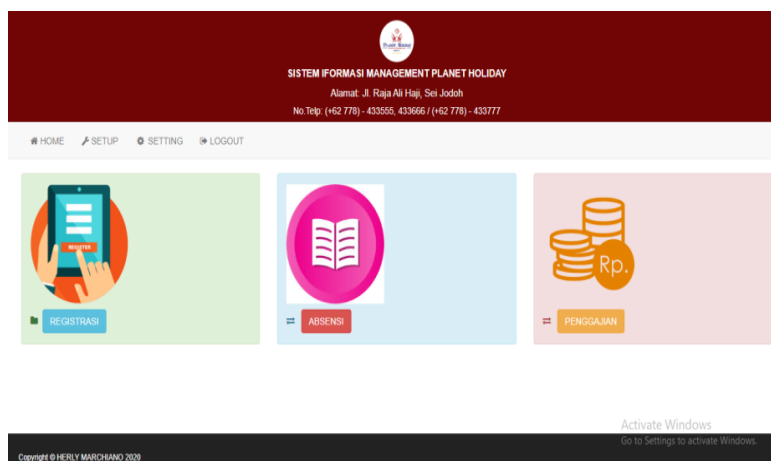 SISTEM IFORMASI MANAGEMENT PLANET HOLIDAY
Alamat: Jl. Raja Ali Haji, Sei Jodoh
No.Telp: (+62 778) - 433555, 433666 / (+62 778) - 433777
HOME SETUP SETTING LOGOUT
REGISTER
Rp.
REGISTRASI
ABSENSI
PENGGAJIAN
Activate Windows
Go to Settings to activate Windows.
Copyright © HERLY MARCHIANO 2020